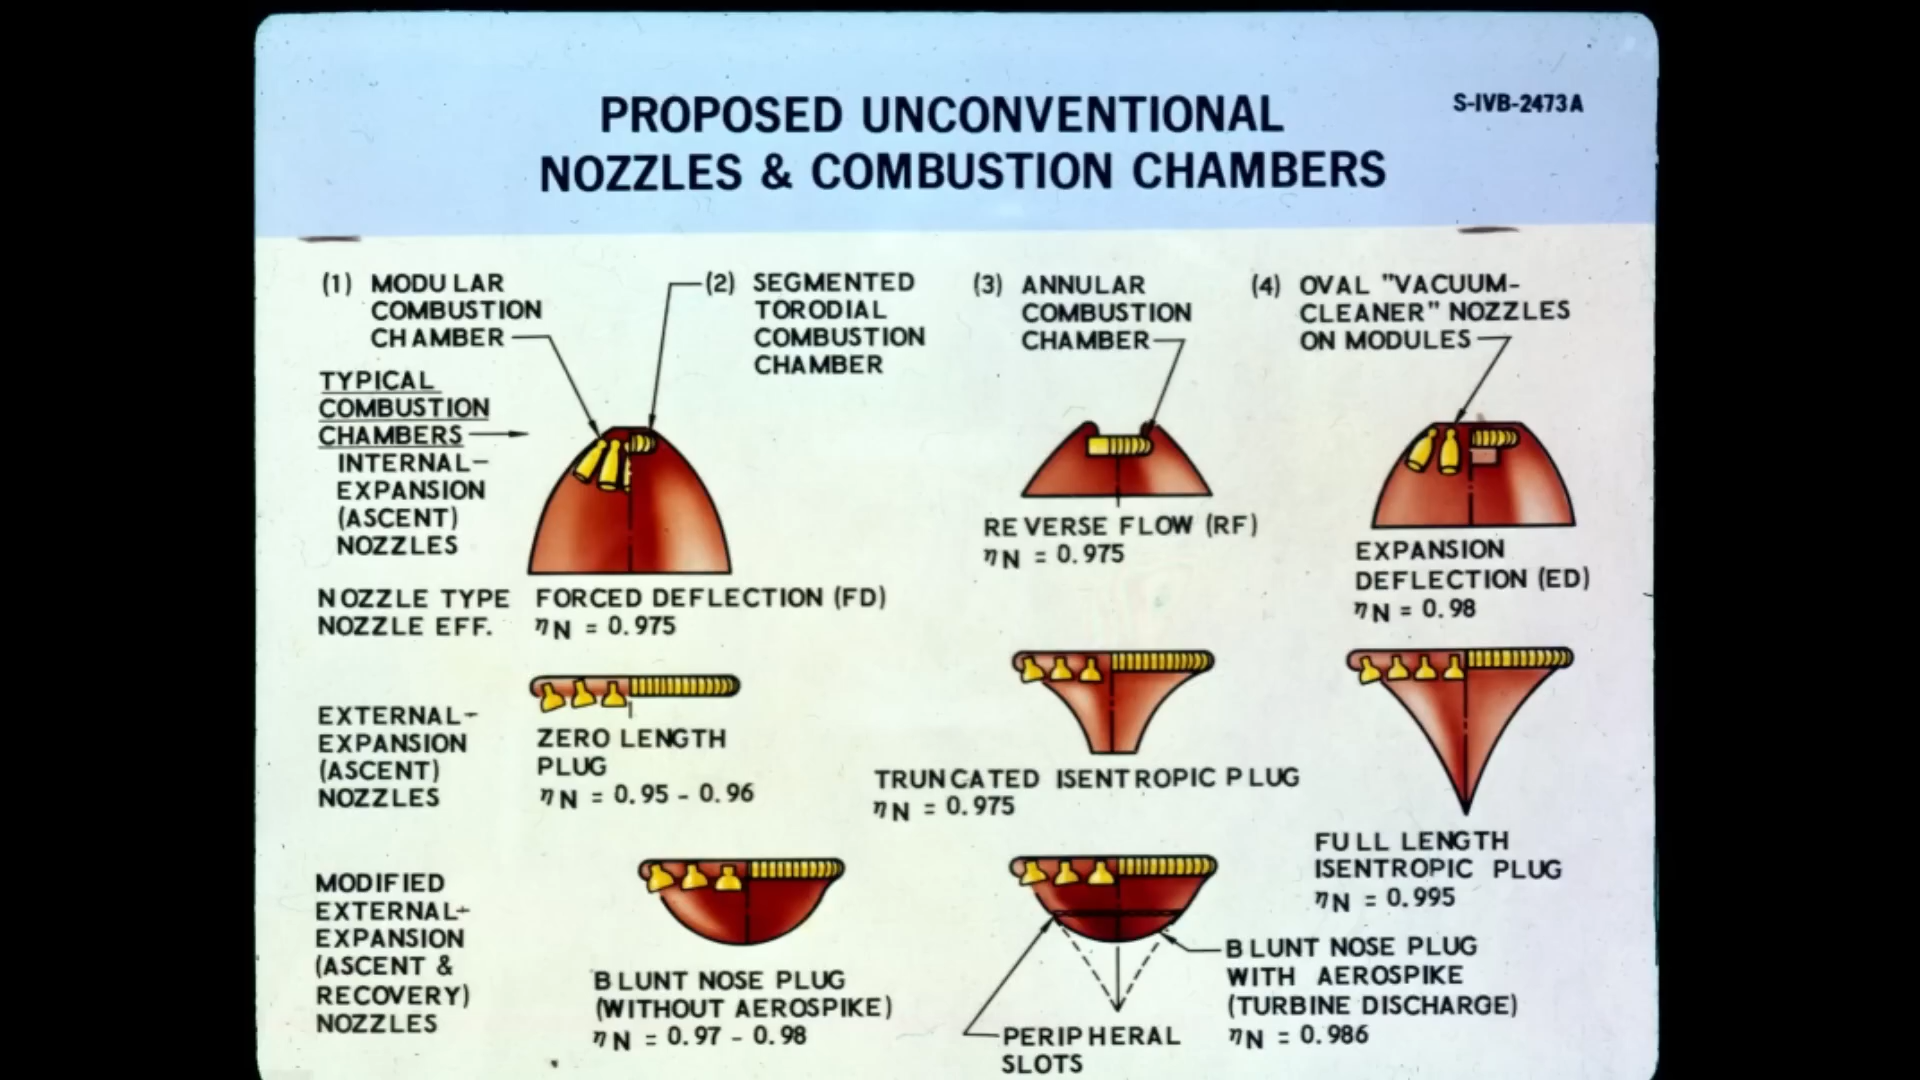 PROPOSED UNCONVENTIONAL
NOZZLES & COMBUSTION CHAMBERS
S-IVB-2473A
(1) MODULAR
COMBUSTION
CHAMBER
(2) SEGMENTED
TORODIAL
COMBUSTION
CHAMBER
(3) ANNULAR
COMBUSTION
CHAMBER
(4) OVAL "VACUUM-
CLEANER" NOZZLES
ON MODULES
TYPICAL
COMBUSTION
CHAMBERS
INTERNAL-
EXPANSION
(ASCENT)
NOZZLES
NOZZLE TYPE
NOZZLE EFF.
FORCED DEFLECTION (FD)
ηN = 0.975
REVERSE FLOW (RF)
ηN = 0.975
EXPANSION
DEFLECTION (ED)
ηN = 0.98
EXTERNAL-
EXPANSION
(ASCENT)
NOZZLES
ZERO LENGTH
PLUG
ηN = 0.95 - 0.96
TRUNCATED ISENTROPIC PLUG
ηN = 0.975
FULL LENGTH
ISENTROPIC PLUG
ηN = 0.995
MODIFIED
EXTERNAL-
EXPANSION
(ASCENT &
RECOVERY)
NOZZLES
BLUNT NOSE PLUG
(WITHOUT AEROSPIKE)
ηN = 0.97 - 0.98
PERIPHERAL
SLOTS
BLUNT NOSE PLUG
WITH AEROSPIKE
(TURBINE DISCHARGE)
ηN = 0.986